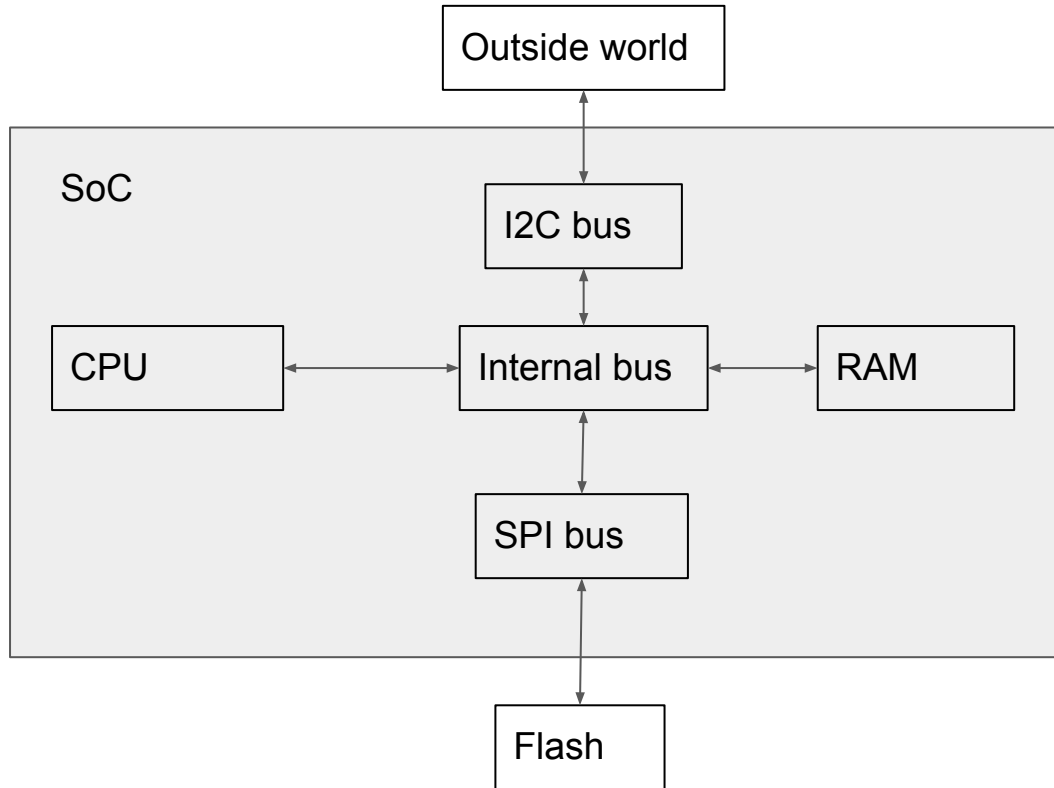 Outside world
SoC
I2C bus
CPU
Internal bus
RAM
SPI bus
Flash